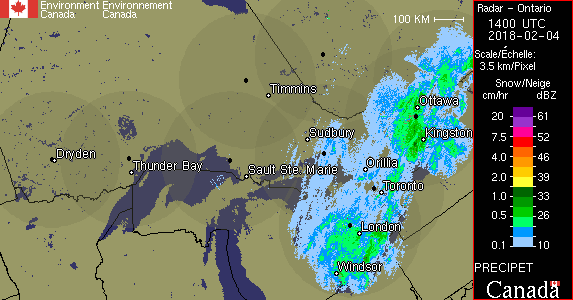 Environment Environnement
Canada Canada
100 KM
Timmins
Ottawa
Sudbury
Kingston
Dryden
Thunder Bay
Sault Ste. Marie
Orillia
Toronto
London
Windsor
Radar - Ontario
1400 UTC
2018-02-04
Scale/Échelle:
3.5 km/Pixel
Snow/Neige
cm/hr dBZ
20 61
7.5 52
4.0 46
2.0 39
1.0 33
0.5 26
0.1 10
PRECIPET
Canada